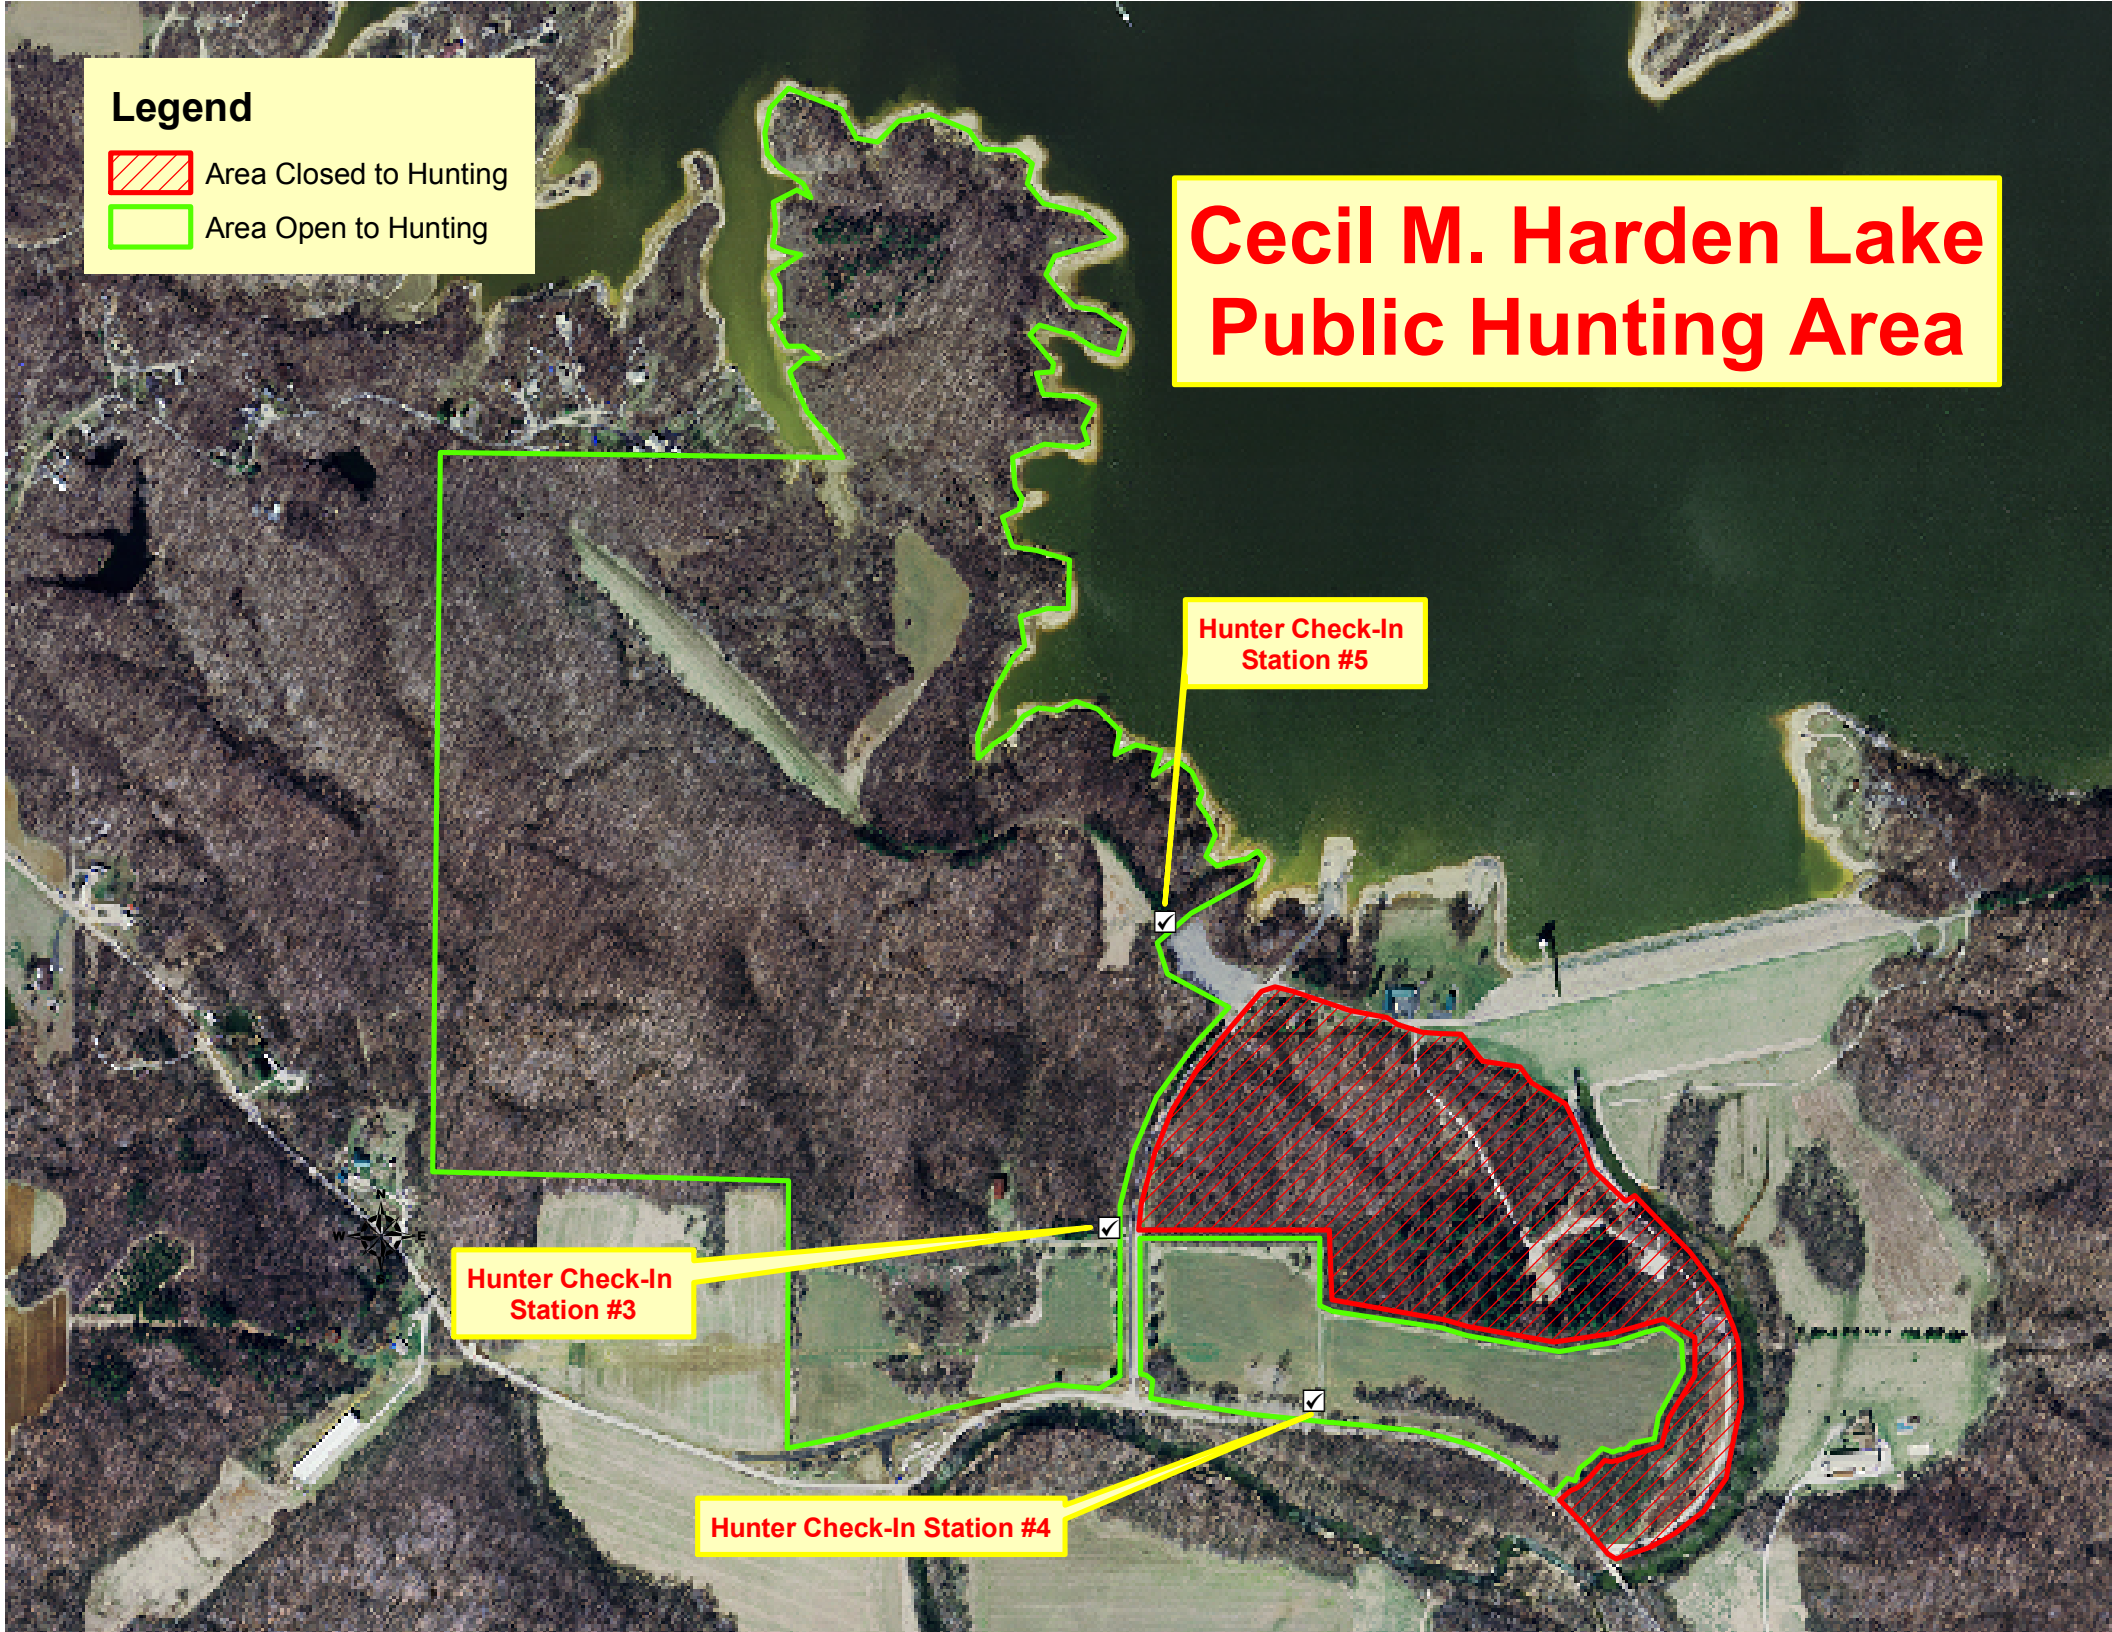 Legend
Area Closed to Hunting
Area Open to Hunting
Cecil M. Harden Lake
Public Hunting Area
Hunter Check-In
Station #5
N
W
E
Hunter Check-In
Station #3
Hunter Check-In Station #4